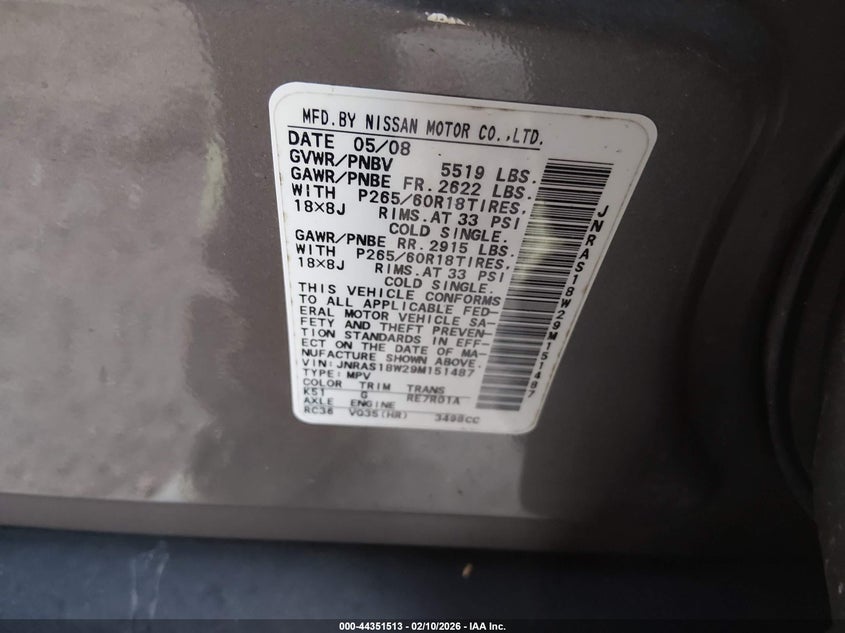 MFD.BY NISSAN MOTOR CO.,LTD.
DATE 05/08
GVWR/PNBV 5519 LBS.
GAWR/PNBE FR.2622 LBS.
WITH P265/60R18TIRES,
18×8J RIMS.AT 33 PSI
COLD SINGLE.
GAWR/PNBE RR.2915 LBS.
WITH P265/60R18TIRES,
18×8J RIMS.AT 33 PSI
COLD SINGLE.
THIS VEHICLE CONFORMS
TO ALL APPLICABLE FED-
ERAL MOTOR VEHICLE SA-
FETY AND THEFT PREVEN-
TION STANDARDS IN EFF-
ECT ON THE DATE OF MA-
NUFACTURE SHOWN ABOVE.
VIN: JNRAS18W29M151487
TYPE: MPV
COLOR TRIM TRANS
K51 G RE7R01A
AXLE ENGINE
RC36 VQ35(HR) 3498CC
JNRAS18W29M151487
000-44351513 — 02/10/2026 — IAA Inc.